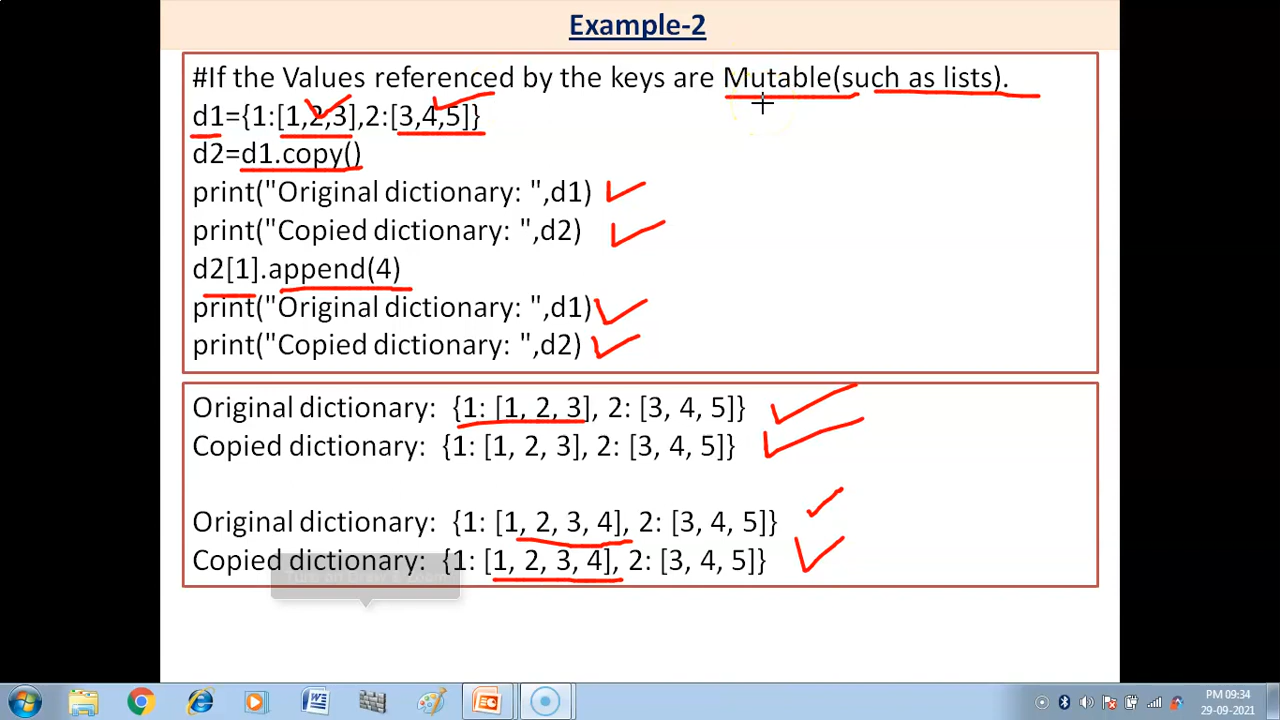 Example-2
#If the Values referenced by the keys are Mutable(such as lists).
d1={1:[1,2,3],2:[3,4,5]}
d2=d1.copy()
print("Original dictionary: ",d1)
print("Copied dictionary: ",d2)
d2[1].append(4)
print("Original dictionary: ",d1)
print("Copied dictionary: ",d2)
Original dictionary:  {1: [1, 2, 3], 2: [3, 4, 5]}
Copied dictionary:  {1: [1, 2, 3], 2: [3, 4, 5]}
Original dictionary:  {1: [1, 2, 3, 4], 2: [3, 4, 5]}
Copied dictionary:  {1: [1, 2, 3, 4], 2: [3, 4, 5]}
PM 09:34
29-09-2021